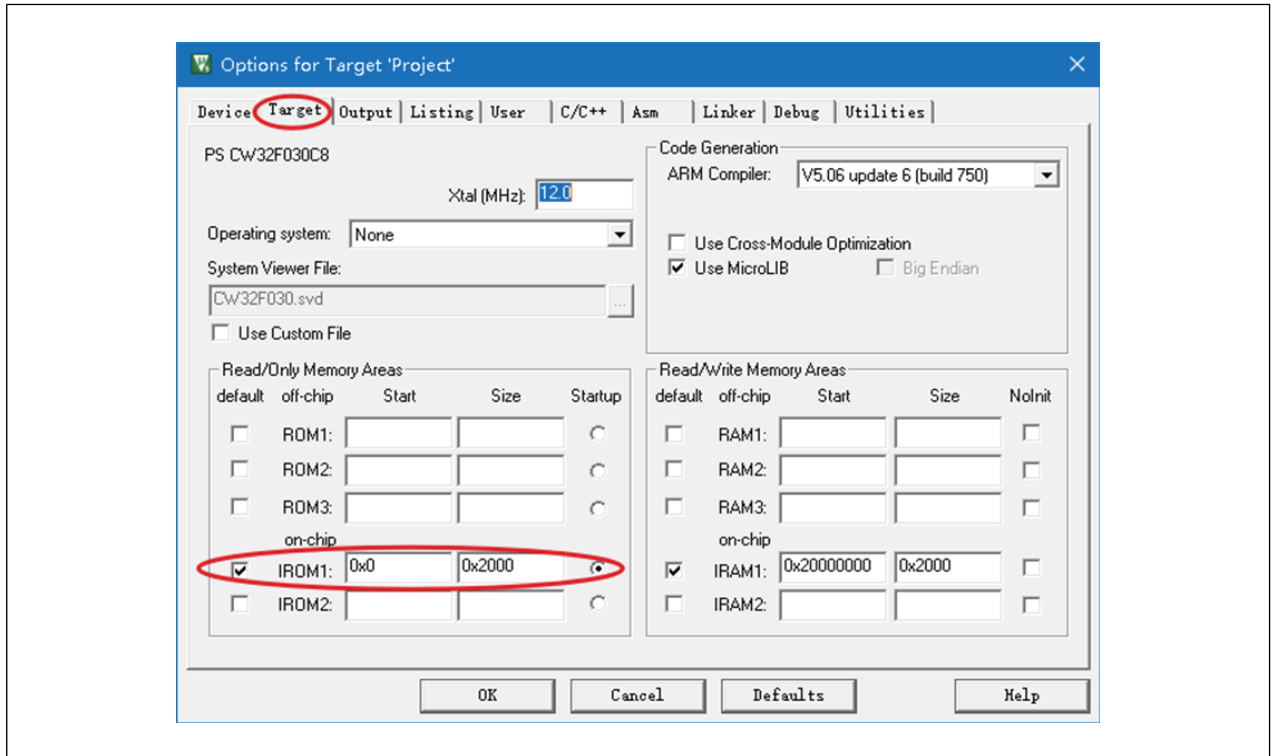 Options for Target 'Project'
Device Target Output Listing User C/C++ Asm Linker Debug Utilities
PS CW32F030C8
Xtal (MHz): 12.0
Operating system: None
System Viewer File:
CW32F030.svd ...
Use Custom File
Code Generation
ARM Compiler: V5.06 update 6 (build 750)
Use Cross-Module Optimization
Use MicroLIB Big Endian
Read/Only Memory Areas
default off-chip Start Size Startup
ROM1:
ROM2:
ROM3:
on-chip
IROM1: 0x0 0x2000
IROM2:
Read/Write Memory Areas
default off-chip Start Size NoInit
RAM1:
RAM2:
RAM3:
on-chip
IRAM1: 0x20000000 0x2000
IRAM2:
OK Cancel Defaults Help